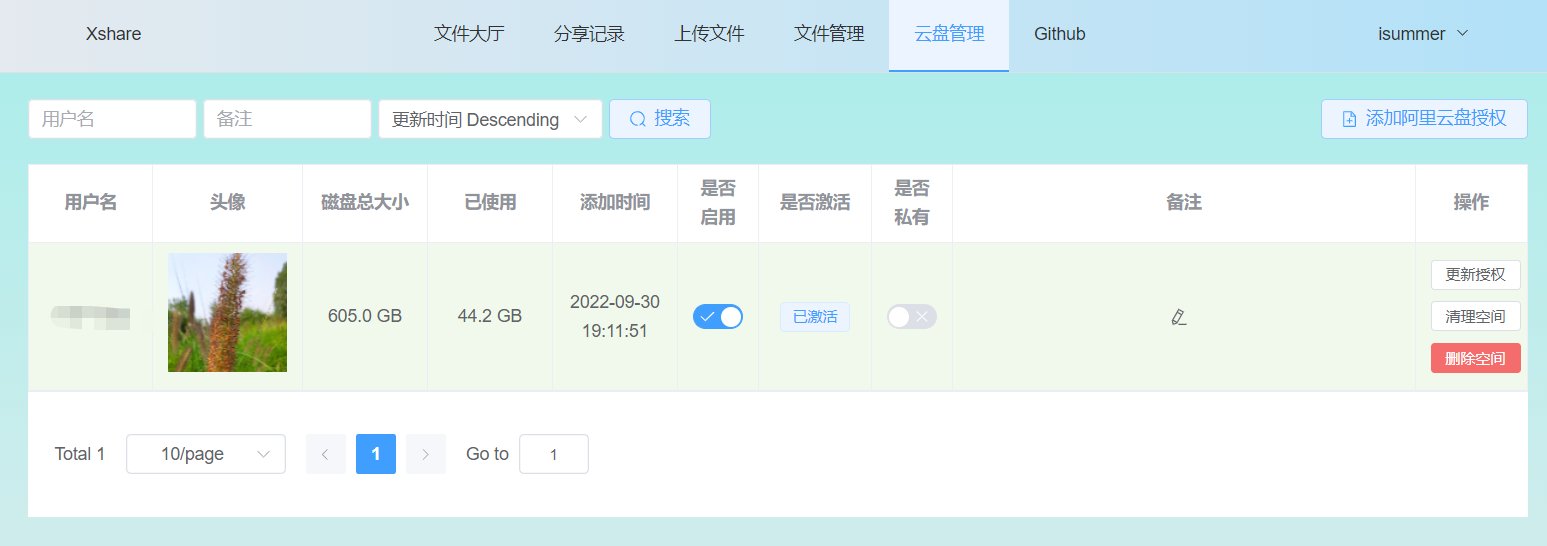 Xshare 文件大厅 分享记录 上传文件 文件管理 云盘管理 Github isummer
用户名 备注 更新时间 Descending 搜索 添加阿里云盘授权
用户名 头像 磁盘总大小 已使用 添加时间 是否启用 是否激活 是否私有 备注 操作
605.0 GB 44.2 GB 2022-09-30 19:11:51 已激活 更新授权
清理空间
删除空间
Total 1 10/page 1 Go to 1